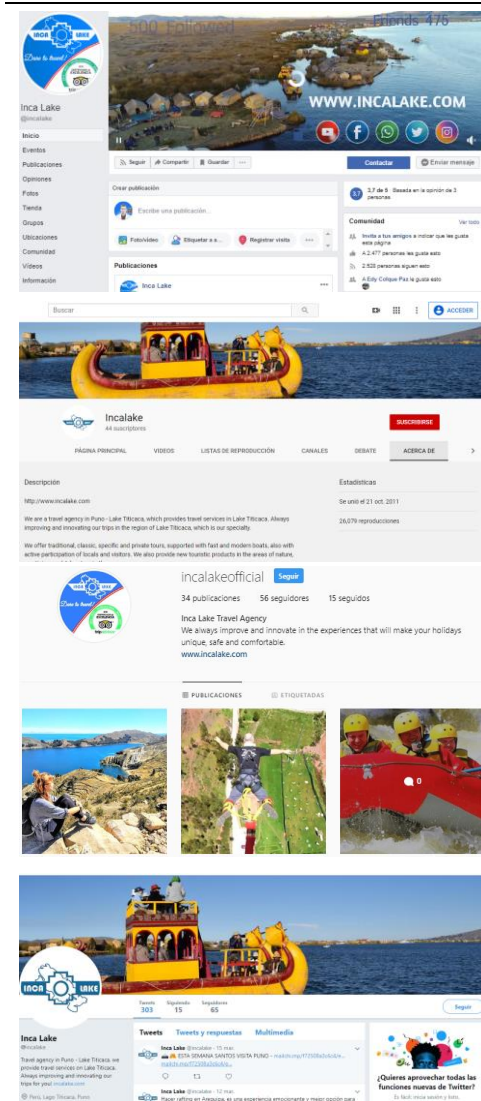 500 Followed
Friends 475
INCA LAKE
Dare to travel!
WWW.INCALAKE.COM
Inca Lake
@incalake
Inicio
Eventos
Publicaciones
Opiniones
Fotos
Tienda
Grupos
Ubicaciones
Comunidad
Vídeos
Información
Seguir Compartir Guardar ...
Contactar Enviar mensaje
Crear publicación
Escribe una publicación...
Foto/vídeo Etiquetar a a... Registrar visita ...
Publicaciones
Inca Lake ...
3,7 3,7 de 5 · Basada en la opinión de 3
personas
Comunidad Ver todo
Invita a tus amigos a indicar que les gusta
esta página
A 2.477 personas les gusta esto
2.528 personas siguen esto
A Edy Colque Paz le gusta esto
Buscar
ACCEDER
Incalake
44 suscriptores
SUSCRIBIRSE
PÁGINA PRINCIPAL VIDEOS LISTAS DE REPRODUCCIÓN CANALES DEBATE ACERCA DE >
Descripción
http://www.incalake.com
We are a travel agency in Puno - Lake Titicaca, which provides travel services in Lake Titicaca. Always
improving and innovating our trips in the region of Lake Titicaca, which is our specialty.
We offer traditional, classic, specific and private tours, supported with fast and modern boats, also with
active participation of locals and visitors. We also provide new touristic products in the areas of nature,
Estadísticas
Se unió el 21 oct. 2011
26,079 reproducciones
INCA LAKE
Dare to travel!
incalakeofficial Seguir
34 publicaciones 56 seguidores 15 seguidos
Inca Lake Travel Agency
We always improve and innovate in the experiences that will make your holidays
unique, safe and comfortable.
www.incalake.com
PUBLICACIONES ETIQUETADAS
0
INCA LAKE
Tweets Siguiendo Seguidores
303 15 65
Seguir
Inca Lake
@incalake
Travel agency in Puno - Lake Titicaca. we
provide travel services on Lake Titicaca.
Always improving and innovating our
trips for you! incalake.com
Perú, Lago Titicaca, Puno
Tweets Tweets y respuestas Multimedia
Inca Lake @incalake · 15 mar.
ESTA SEMANA SANTOS VISITA PUNO -
Inca Lake @incalake · 12 mar.
Hacer rafting en Arequipa, es una experiencia emocionante y mejor opción para
¿Quieres aprovechar todas las
funciones nuevas de Twitter?
Es fácil: inicia sesión y listo.